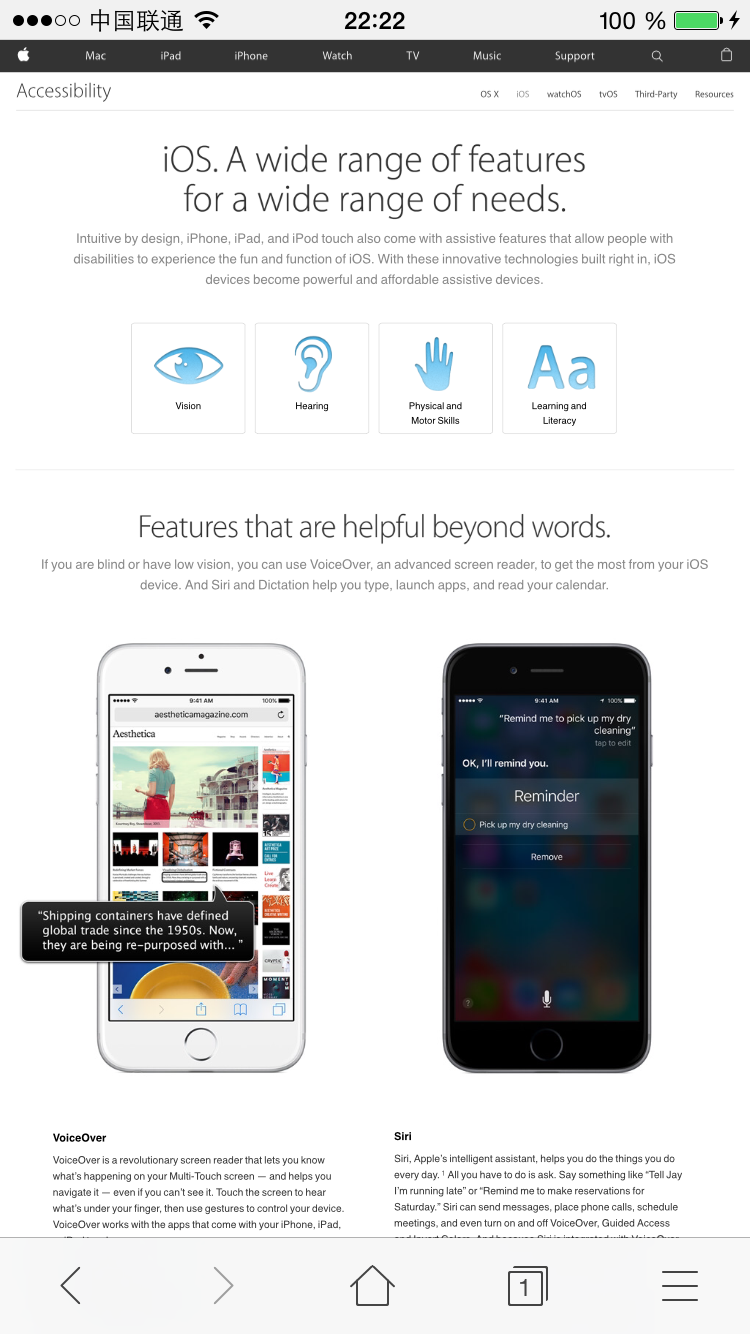 中国联通 22:22 100 %
Mac iPad iPhone Watch TV Music Support
Accessibility OS X iOS watchOS tvOS Third-Party Resources
iOS. A wide range of features
for a wide range of needs.
Intuitive by design, iPhone, iPad, and iPod touch also come with assistive features that allow people with
disabilities to experience the fun and function of iOS. With these innovative technologies built right in, iOS
devices become powerful and affordable assistive devices.
Vision
Hearing
Physical and
Motor Skills
Aa
Learning and
Literacy
Features that are helpful beyond words.
If you are blind or have low vision, you can use VoiceOver, an advanced screen reader, to get the most from your iOS
device. And Siri and Dictation help you type, launch apps, and read your calendar.
9:41 AM 100%
aestheticamagazine.com
Aesthetica
“Shipping containers have defined
global trade since the 1950s. Now,
they are being re-purposed with... ”
9:41 AM 100%
“Remind me to pick up my dry
cleaning”
tap to edit
OK, I’ll remind you.
Reminder
Pick up my dry cleaning
Remove
?
VoiceOver
VoiceOver is a revolutionary screen reader that lets you know
what’s happening on your Multi-Touch screen — and helps you
navigate it — even if you can’t see it. Touch the screen to hear
what’s under your finger, then use gestures to control your device.
VoiceOver works with the apps that come with your iPhone, iPad,
Siri
Siri, Apple’s intelligent assistant, helps you do the things you do
every day. 1 All you have to do is ask. Say something like “Tell Jay
I’m running late” or “Remind me to make reservations for
Saturday.” Siri can send messages, place phone calls, schedule
meetings, and even turn on and off VoiceOver, Guided Access
1